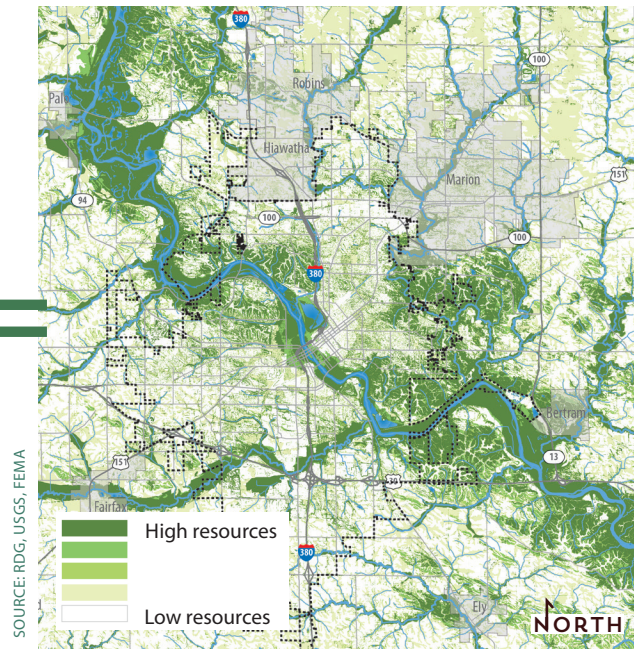 380
100
Robins
Palo
Hiawatha
Marion
151
94
100
100
380
Bertram
13
151
30
Fairfax
High resources
Low resources
380
Ely
NORTH
SOURCE: RDG, USGS, FEMA